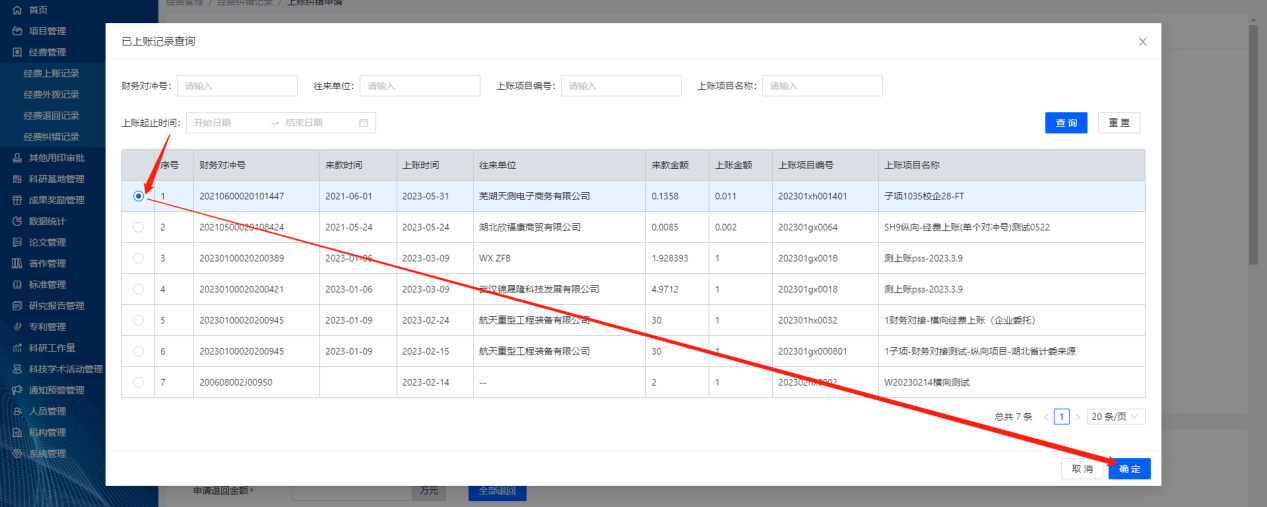 首页
项目管理
经费管理
经费上账记录
经费外拨记录
经费退回记录
经费纠错记录
其他用印审批
科研基地管理
成果奖励管理
数据统计
论文管理
著作管理
标准管理
研究报告管理
专利管理
科研工作量
科技学术活动管理
通知预警管理
人员管理
机构管理
系统管理
经费管理 / 经费纠错记录 / 上账纠错申请
已上账记录查询
财务对冲号: 请输入 往来单位: 请输入 上账项目编号: 请输入 上账项目名称: 请输入
上账起止时间: 开始日期 → 结束日期 查 询 重 置
序号 财务对冲号 来款时间 上账时间 往来单位 来款金额 上账金额 上账项目编号 上账项目名称
1 20210600020101447 2021-06-01 2023-05-31 芜湖天测电子商务有限公司 0.1358 0.011 202301xh001401 子项1035校企28-FT
2 20210500020108424 2021-05-24 2023-05-24 湖北欣福康商贸有限公司 0.0085 0.002 202301gx0064 SH9纵向-经费上账(单个对冲号)测试0522
3 20230100020200389 2023-01-06 2023-03-09 WX ZFB 1.928393 1 202301gx0018 测上账pss-2023.3.9
4 20230100020200421 2023-01-06 2023-03-09 武汉锦晟隆科技发展有限公司 4.9712 1 202301gx0018 测上账pss-2023.3.9
5 20230100020200945 2023-01-09 2023-02-24 航天重型工程装备有限公司 30 1 202301hx0032 1财务对接-横向经费上账（企业委托）
6 20230100020200945 2023-01-09 2023-02-15 航天重型工程装备有限公司 30 1 202301gx000801 1子项-财务对接测试-纵向项目-湖北省计委来源
7 200608002J00950 2023-02-14 -- 2 1 202302hx0002 W20230214横向测试
总共 7 条 < 1 > 20 条/页
取 消 确 定
申请退回金额* 万元 全部退回